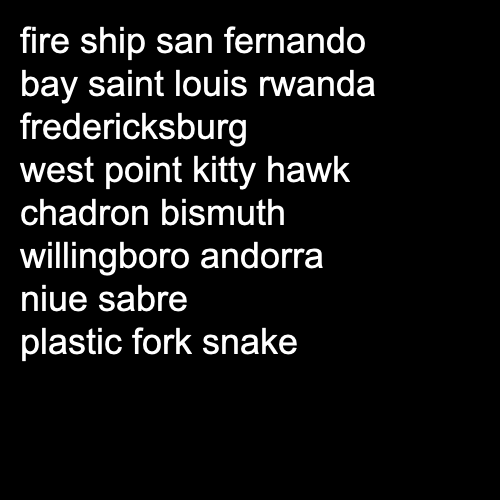 fire ship san fernando
bay saint louis rwanda
fredericksburg
west point kitty hawk
chadron bismuth
willingboro andorra
niue sabre
plastic fork snake